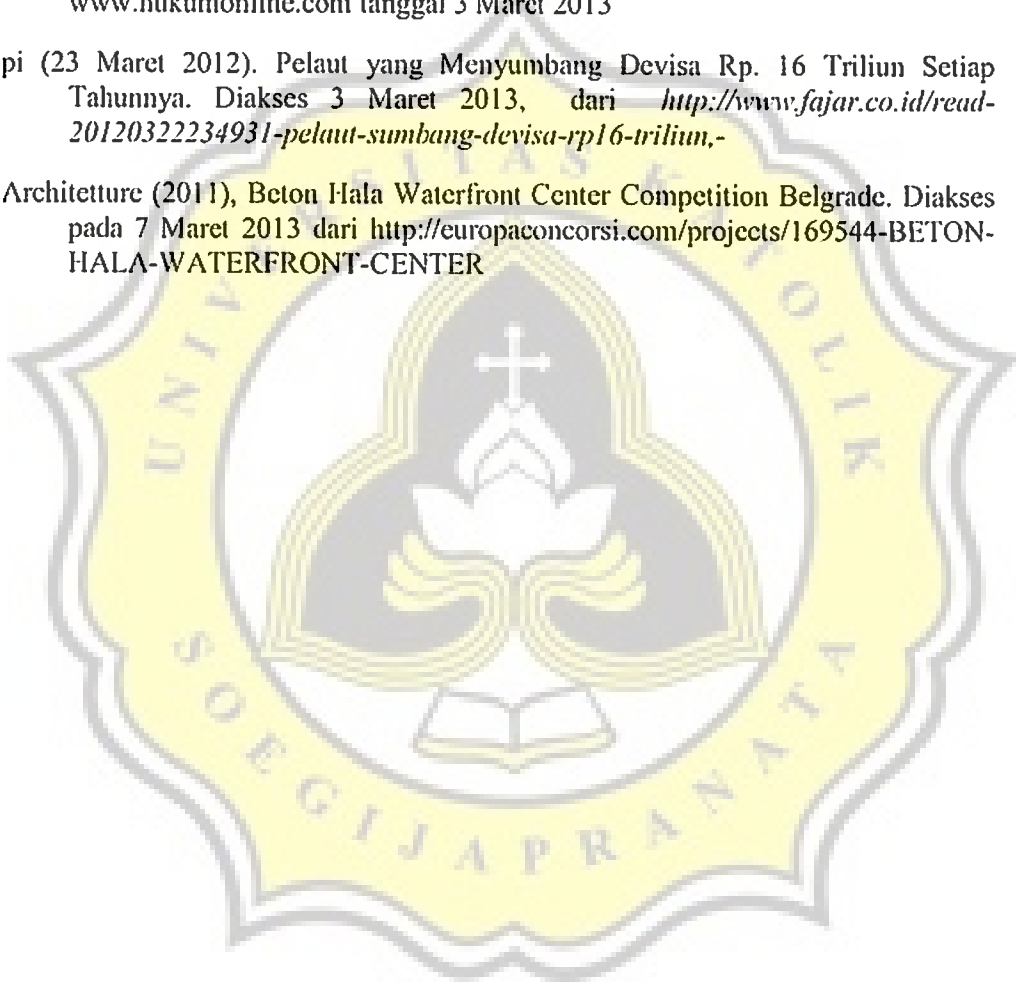 www.hukumonline.com tanggal 3 Maret 2013
pi (23 Maret 2012). Pelaut yang Menyumbang Devisa Rp. 16 Triliun Setiap
Tahunnya. Diakses 3 Maret 2013, dari http://www.fajar.co.id/read-
20120322234931-pelaut-sumbang-devisa-rp16-triliun,-
Architetture (2011), Beton Hala Waterfront Center Competition Belgrade. Diakses
pada 7 Maret 2013 dari http://europaconcorsi.com/projects/169544-BETON-
HALA-WATERFRONT-CENTER
UNIVERSITAS KATOLIK
SOEGIJAPRANATA